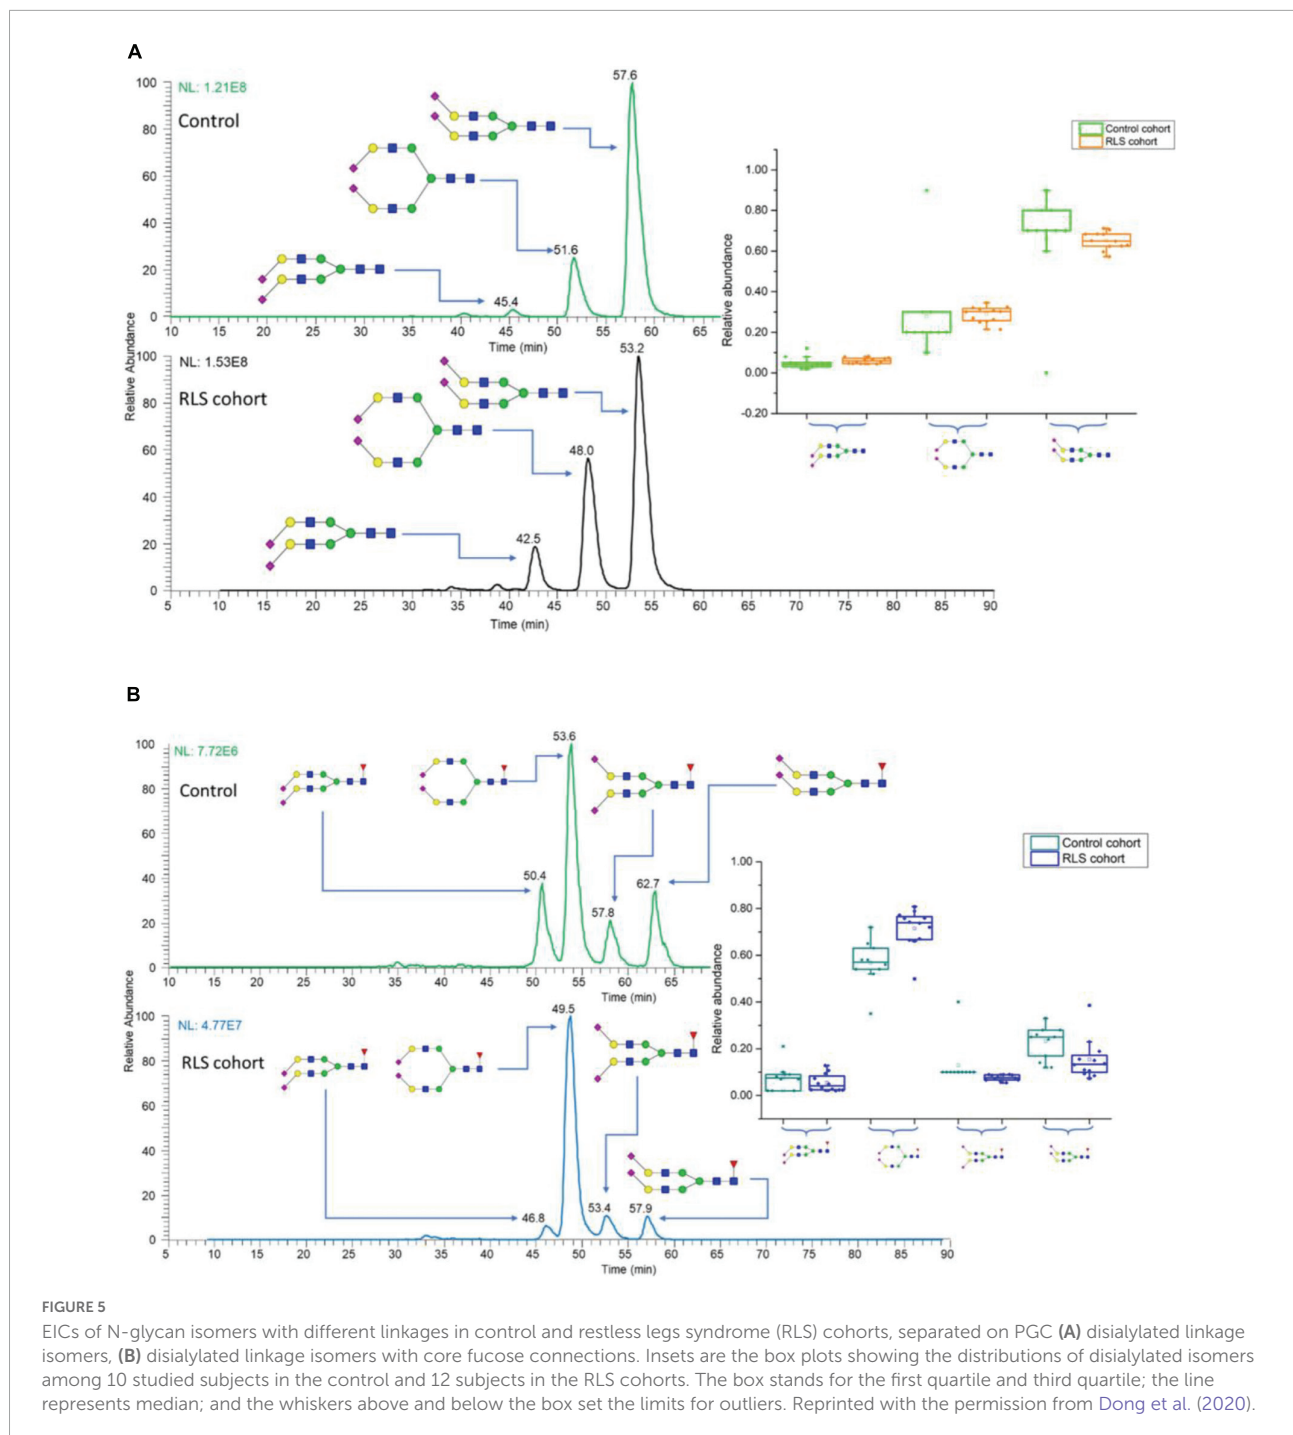 A
NL: 1.21E8
Control
100
80
60
40
20
0
57.6
51.6
45.4
10 15 20 25 30 35 40 45 50 55 60 65
Time (min)
Relative Abundance
NL: 1.53E8
RLS cohort
100
80
60
40
20
0
53.2
48.0
42.5
5 10 15 20 25 30 35 40 45 50 55 60 65 70 75 80 85 90
Time (min)
Control cohort
RLS cohort
Relative abundance
1.00
0.80
0.60
0.40
0.20
0.00
-0.20
B
NL: 7.72E6
Control
100
80
60
40
20
0
53.6
50.4
57.8
62.7
10 15 20 25 30 35 40 45 50 55 60 65
Time (min)
Relative Abundance
NL: 4.77E7
RLS cohort
100
80
60
40
20
0
49.5
46.8
53.4
57.9
5 10 15 20 25 30 35 40 45 50 55 60 65 70 75 80 85 90
Time (min)
Control cohort
RLS cohort
Relative abundance
1.00
0.80
0.60
0.40
0.20
0.00
FIGURE 5
EICs of N-glycan isomers with different linkages in control and restless legs syndrome (RLS) cohorts, separated on PGC (A) disialylated linkage
isomers, (B) disialylated linkage isomers with core fucose connections. Insets are the box plots showing the distributions of disialylated isomers
among 10 studied subjects in the control and 12 subjects in the RLS cohorts. The box stands for the first quartile and third quartile; the line
represents median; and the whiskers above and below the box set the limits for outliers. Reprinted with the permission from Dong et al. (2020).